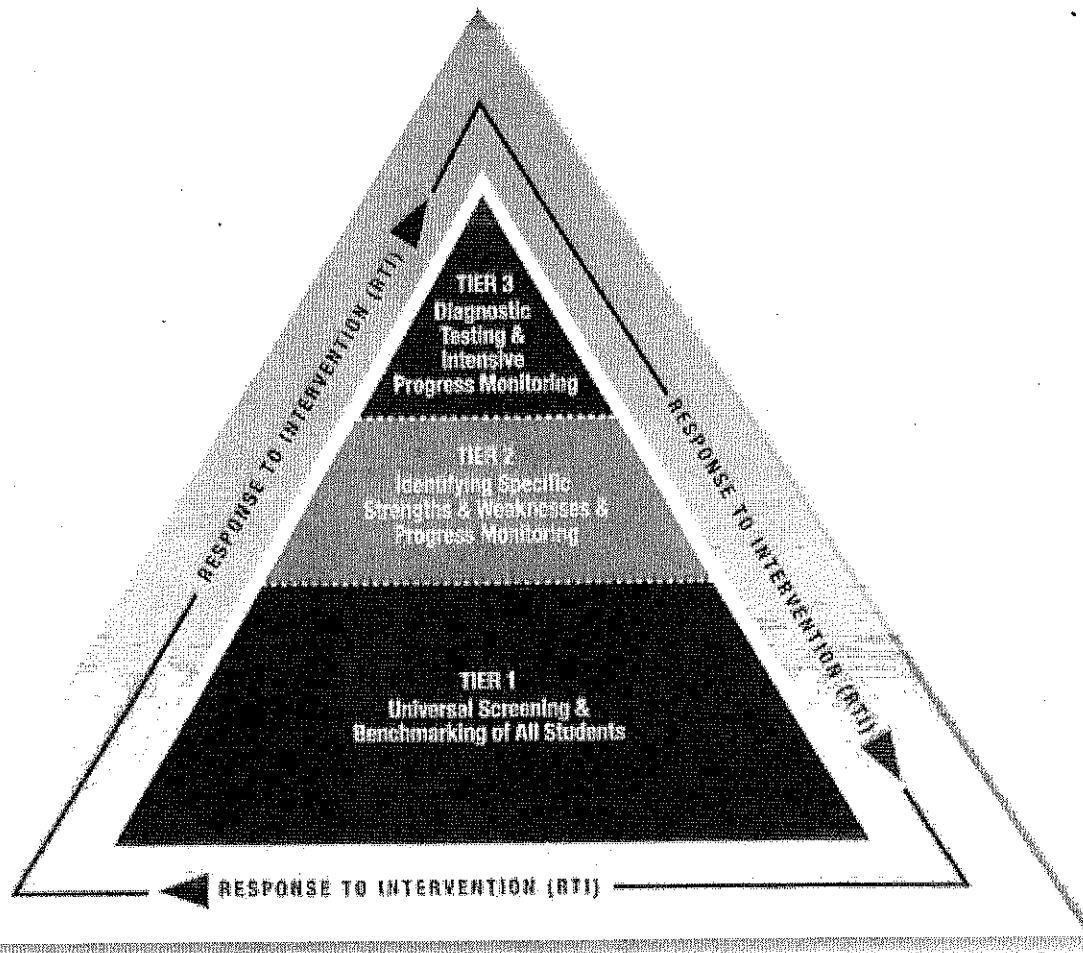 TIER 3
Diagnostic
Testing &
Intensive
Progress Monitoring
TIER 2
Identifying Specific
Strengths & Weaknesses &
Progress Monitoring
TIER 1
Universal Screening &
Benchmarking of All Students
RESPONSE TO INTERVENTION (RTI)
RESPONSE TO INTERVENTION (RTI)
RESPONSE TO INTERVENTION (RTI)